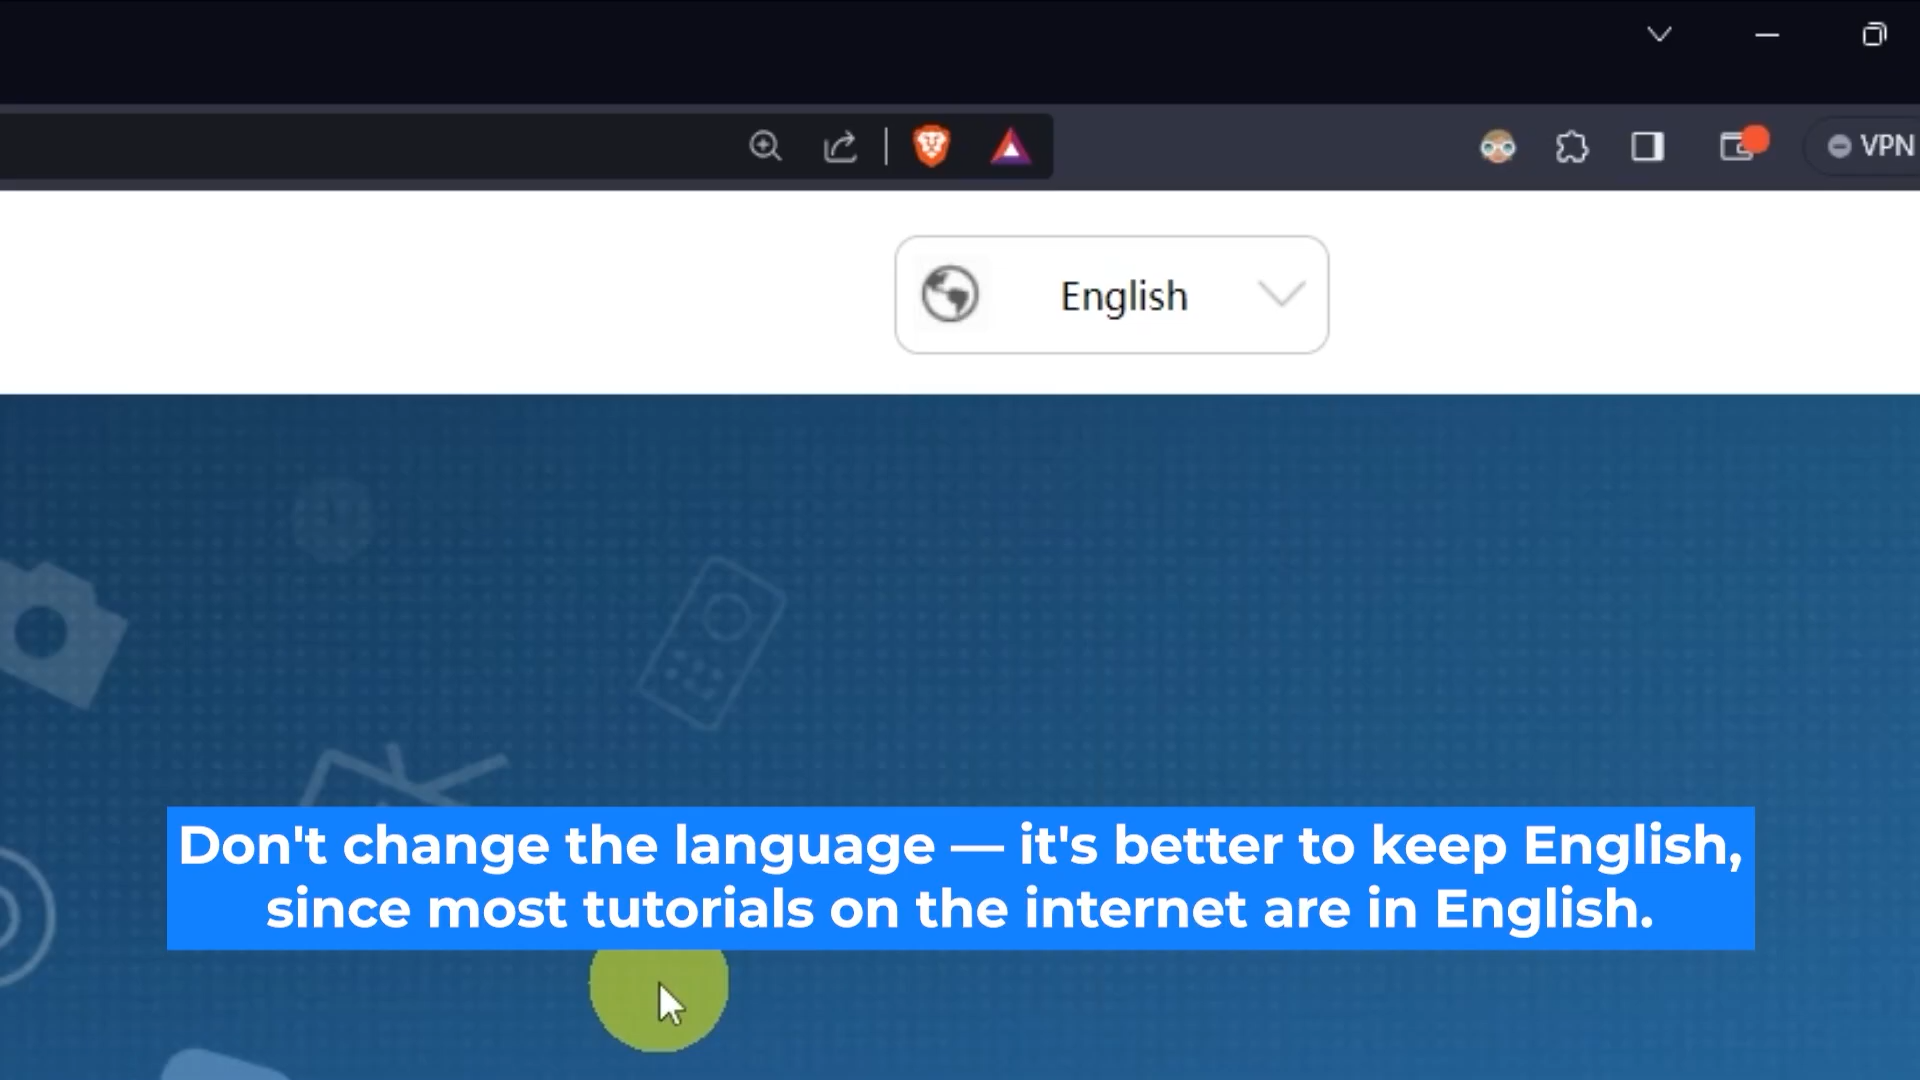 VPN
English
Don't change the language — it's better to keep English,
since most tutorials on the internet are in English.